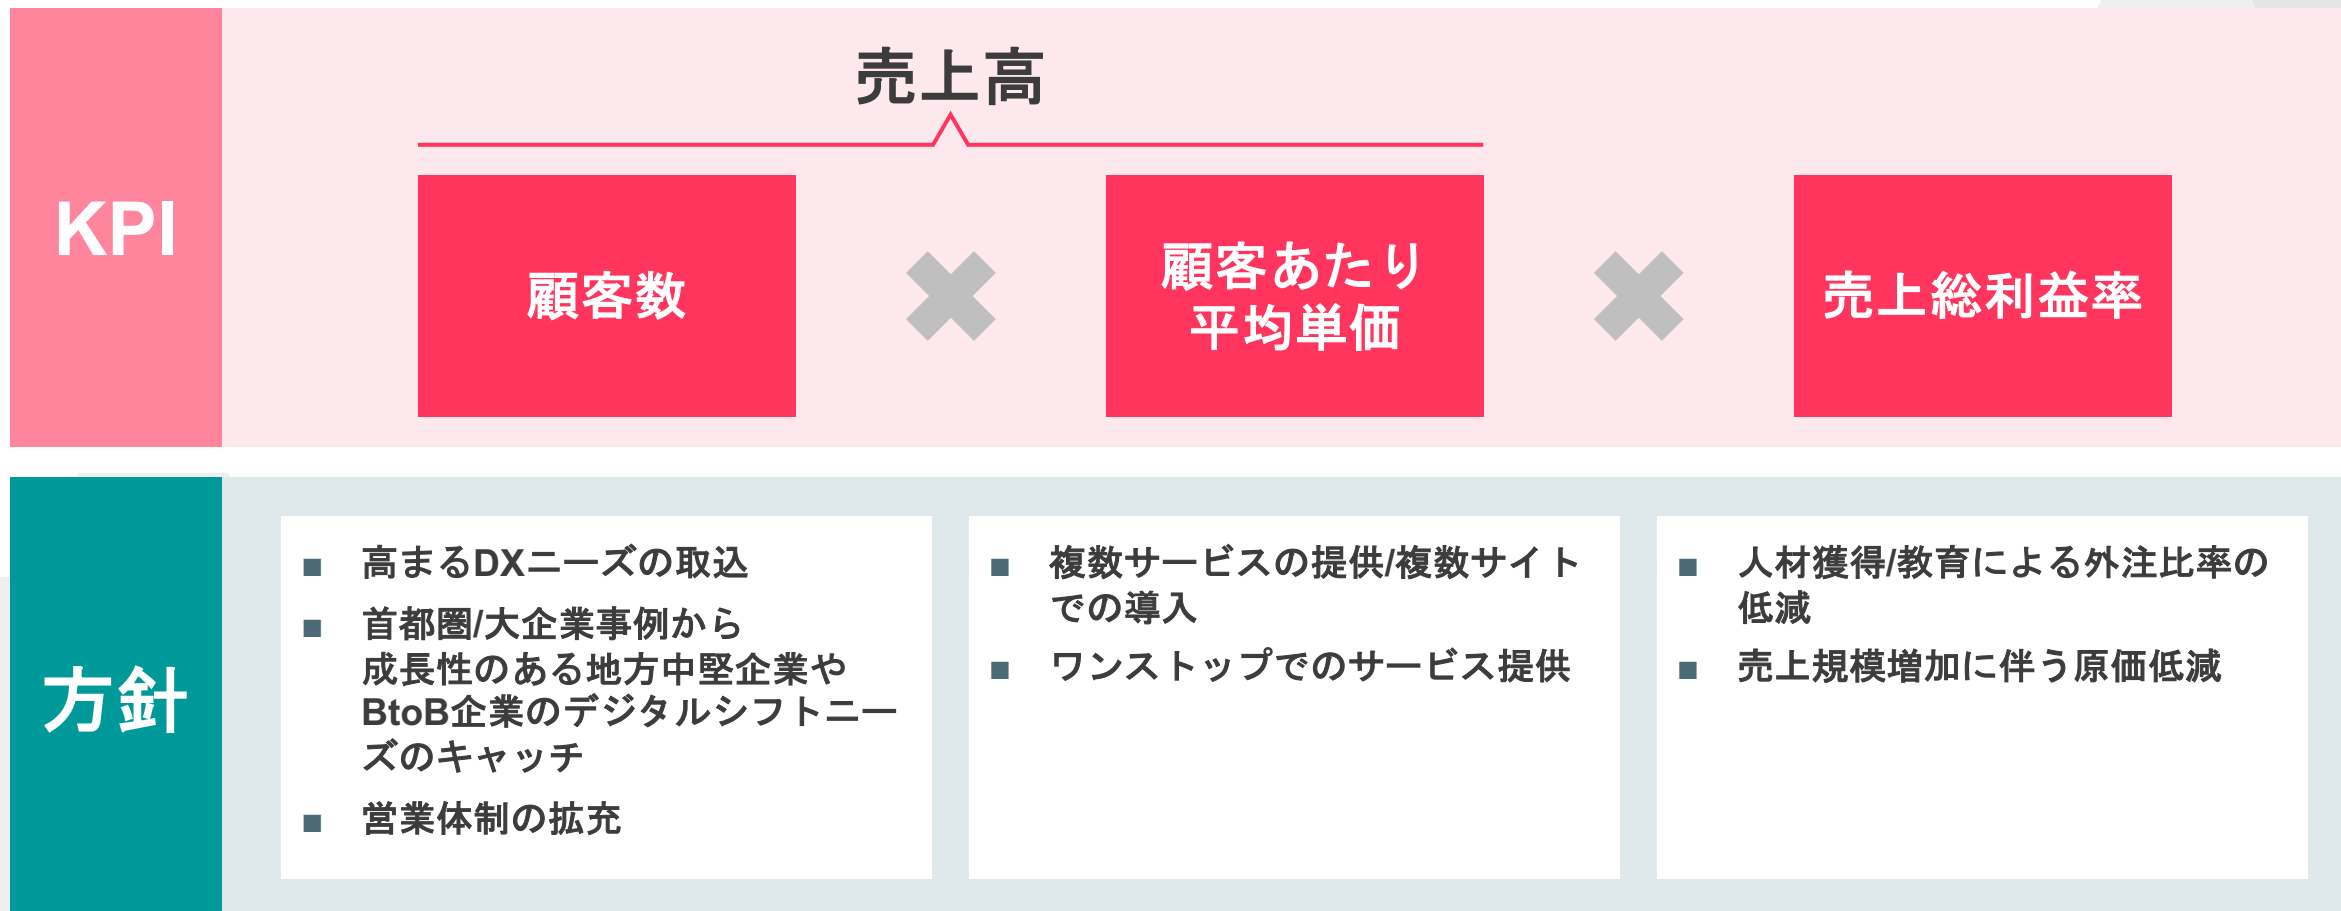 売上高
KPI
顧客数
顧客あたり
平均単価
売上総利益率
方針
■ 高まるDXニーズの取込
■ 首都圏/大企業事例から
成長性のある地方中堅企業や
BtoB企業のデジタルシフトニー
ズのキャッチ
■ 営業体制の拡充
■ 複数サービスの提供/複数サイト
での導入
■ ワンストップでのサービス提供
■ 人材獲得/教育による外注比率の
低減
■ 売上規模増加に伴う原価低減